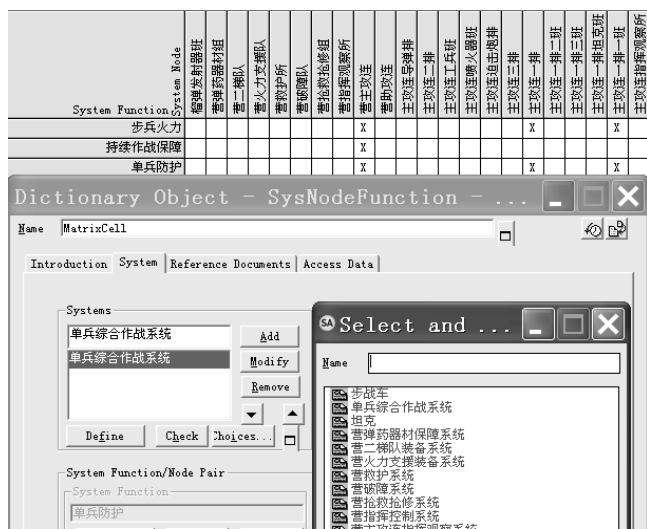 System Node
System Function
榴弹发射器班
营弹药器材组
营二梯队
营火力支援队
营救护所
营破障队
营抢救抢修组
营指挥观察所
营主攻连
营助攻连
主攻连导弹排
主攻连二排
主攻连工兵班
主攻连喷火器班
主攻连迫击炮排
主攻连三排
主攻连一排
主攻连一排二班
主攻连一排三班
主攻连一排坦克班
主攻连一排一班
主攻连指挥观察所
步兵火力 X X X
持续作战保障 X
单兵防护 X X X
Dictionary Object - SysNodeFunction - ...
Name MatrixCell
Introduction System Reference Documents Access Data
Systems
单兵综合作战系统
单兵综合作战系统
Add
Modify
Remove
Define Check Choices...
System Function/Node Pair
System Function
单兵防护
SA Select and ...
Name
步战车
单兵综合作战系统
坦克
营弹药器材保障系统
营二梯队装备系统
营火力支援装备系统
营救护系统
营破障系统
营抢救抢修系统
营指挥控制系统
营主攻连指挥观察系统